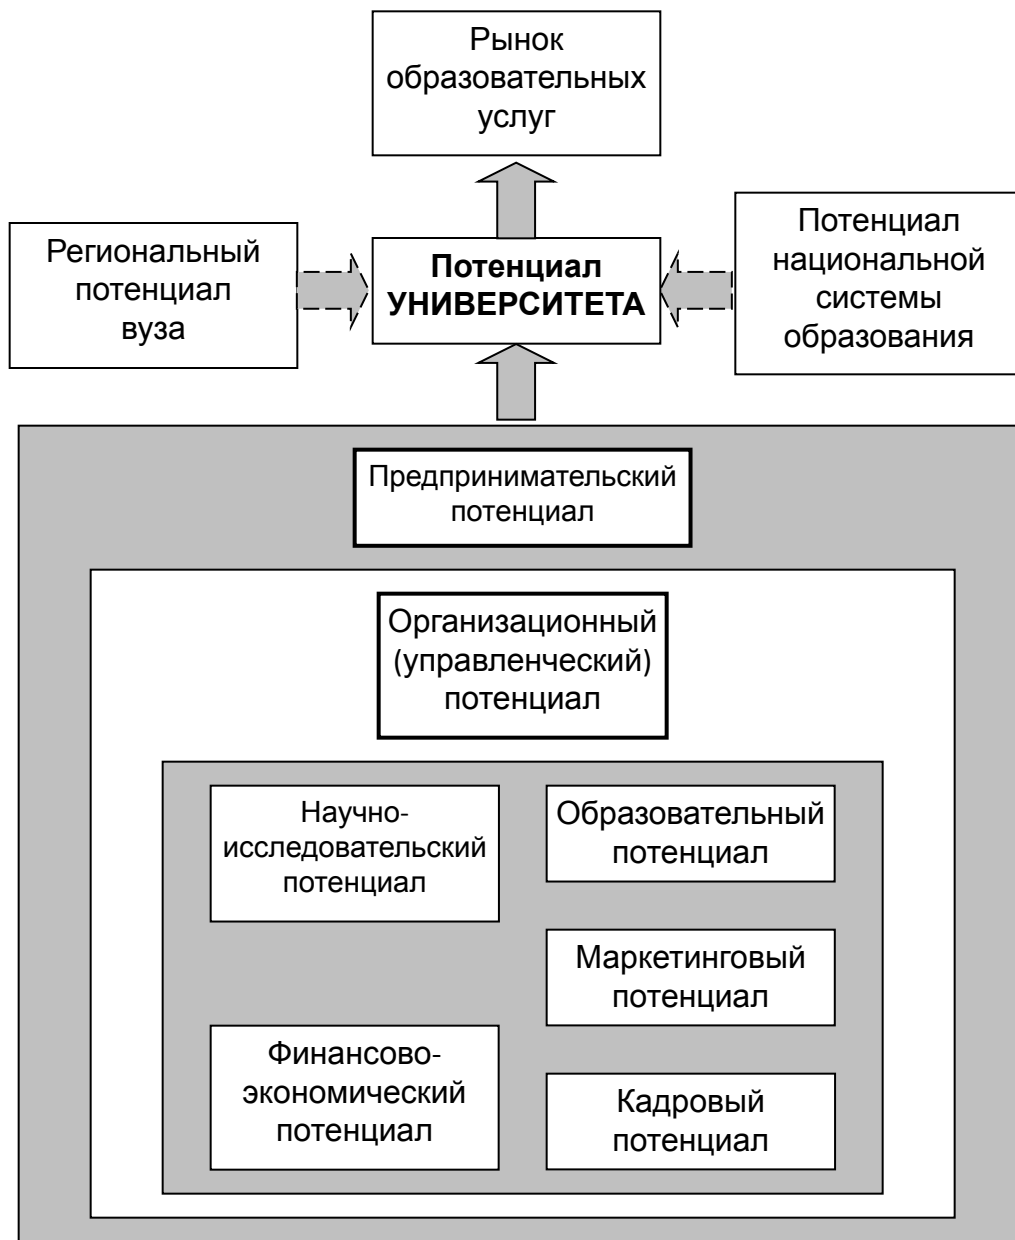 Рынок
образовательных
услуг
Региональный
потенциал
вуза
Потенциал
УНИВЕРСИТЕТА
Потенциал
национальной
системы
образования
Предпринимательский
потенциал
Организационный
(управленческий)
потенциал
Научно-
исследовательский
потенциал
Образовательный
потенциал
Маркетинговый
потенциал
Финансово-
экономический
потенциал
Кадровый
потенциал